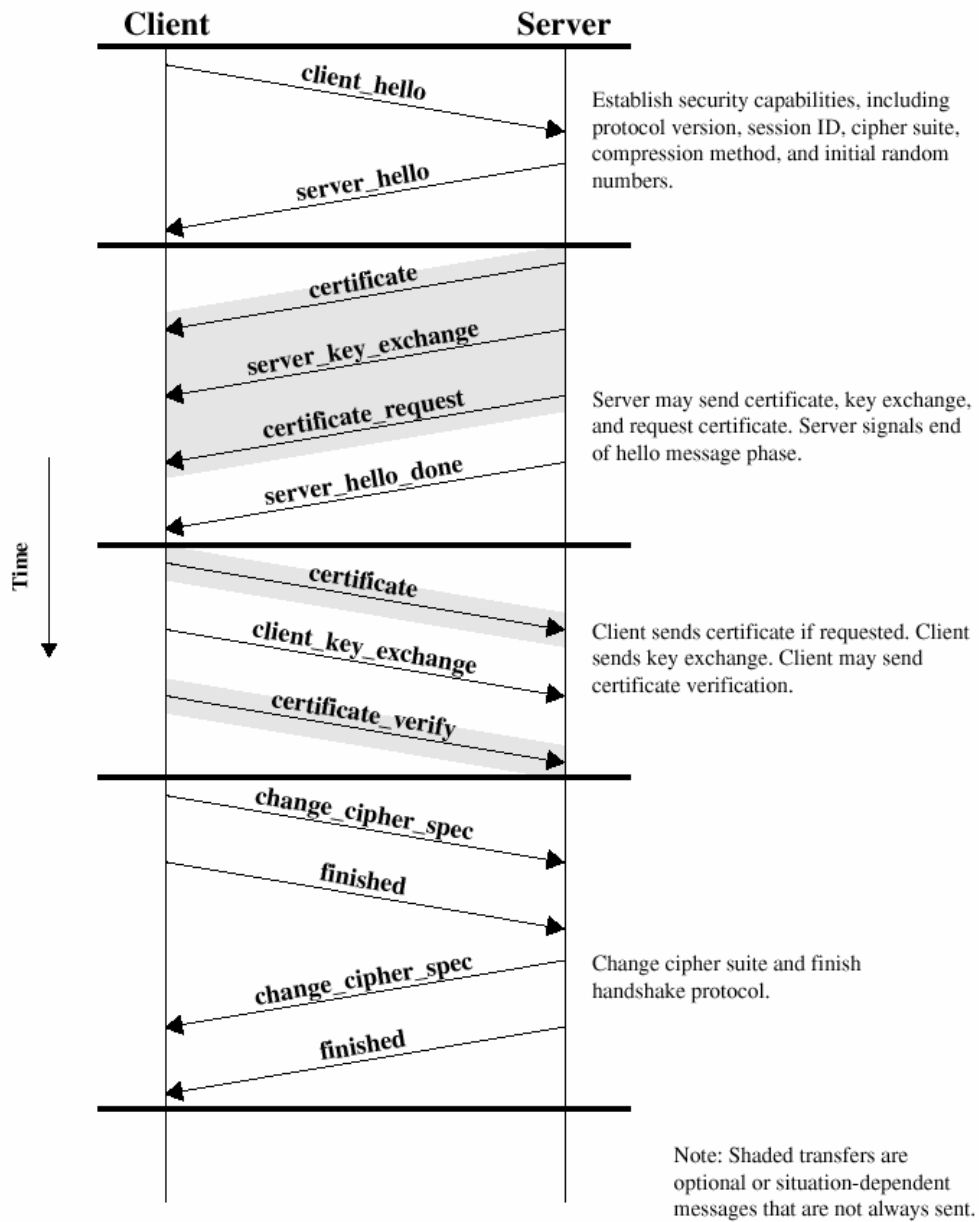 Client
Server
client_hello
server_hello
Establish security capabilities, including
protocol version, session ID, cipher suite,
compression method, and initial random
numbers.
certificate
server_key_exchange
certificate_request
server_hello_done
Server may send certificate, key exchange,
and request certificate. Server signals end
of hello message phase.
Time
certificate
client_key_exchange
certificate_verify
Client sends certificate if requested. Client
sends key exchange. Client may send
certificate verification.
change_cipher_spec
finished
change_cipher_spec
finished
Change cipher suite and finish
handshake protocol.
Note: Shaded transfers are
optional or situation-dependent
messages that are not always sent.